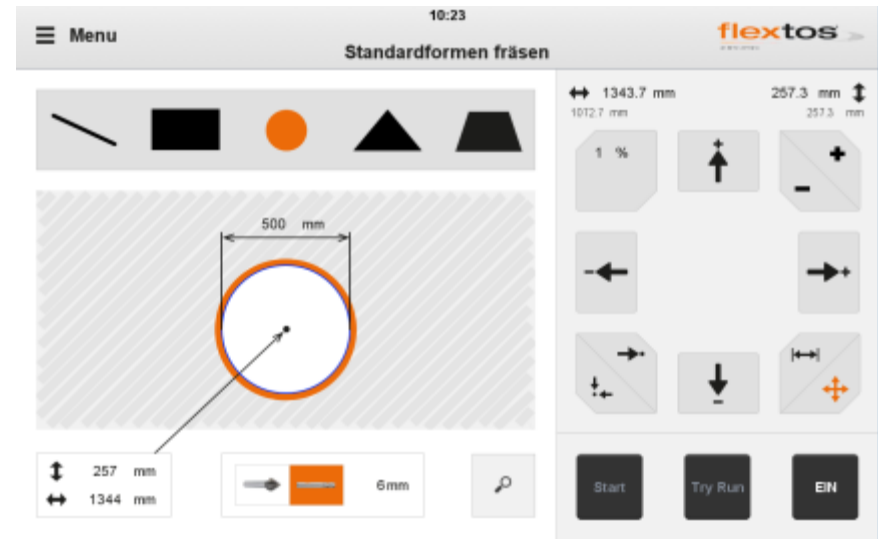 10:23
Menu
Standardformen fräsen
flextos
1343.7 mm
257.3 mm
1072.7 mm
257.3 mm
1 %
+
+
-
500 mm
-
+
-
257 mm
1344 mm
6mm
Start
Try Run
EIN